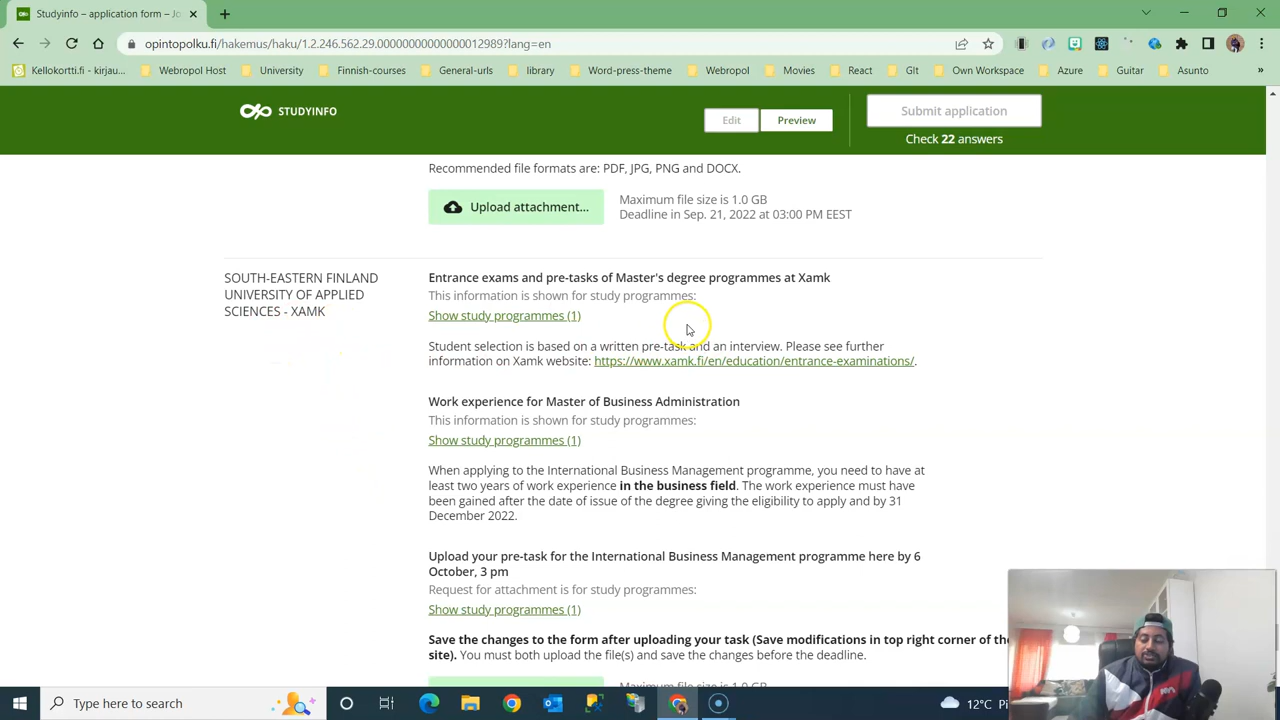 Studyinfo – application form – Jo
opintopolku.fi/hakemus/haku/1.2.246.562.29.00000000000000012989?lang=en
Kellokortti.fi - kirjau...
Webropol Host
University
Finnish-courses
General-urls
library
Word-press-theme
Webropol
Movies
React
GIt
Own Workspace
Azure
Guitar
Asunto
»
STUDYINFO
Edit
Preview
Submit application
Check 22 answers
Recommended file formats are: PDF, JPG, PNG and DOCX.
Upload attachment...
Maximum file size is 1.0 GB
Deadline in Sep. 21, 2022 at 03:00 PM EEST
SOUTH-EASTERN FINLAND
UNIVERSITY OF APPLIED
SCIENCES - XAMK
Entrance exams and pre-tasks of Master's degree programmes at Xamk
This information is shown for study programmes:
Show study programmes (1)
Student selection is based on a written pre-task and an interview. Please see further
information on Xamk website: https://www.xamk.fi/en/education/entrance-examinations/.
Work experience for Master of Business Administration
This information is shown for study programmes:
Show study programmes (1)
When applying to the International Business Management programme, you need to have at
least two years of work experience in the business field. The work experience must have
been gained after the date of issue of the degree giving the eligibility to apply and by 31
December 2022.
Upload your pre-task for the International Business Management programme here by 6
October, 3 pm
Request for attachment is for study programmes:
Show study programmes (1)
Save the changes to the form after uploading your task (Save modifications in top right corner of the
site). You must both upload the file(s) and save the changes before the deadline.
Maximum file size is 1.0 GB
Type here to search
12°C